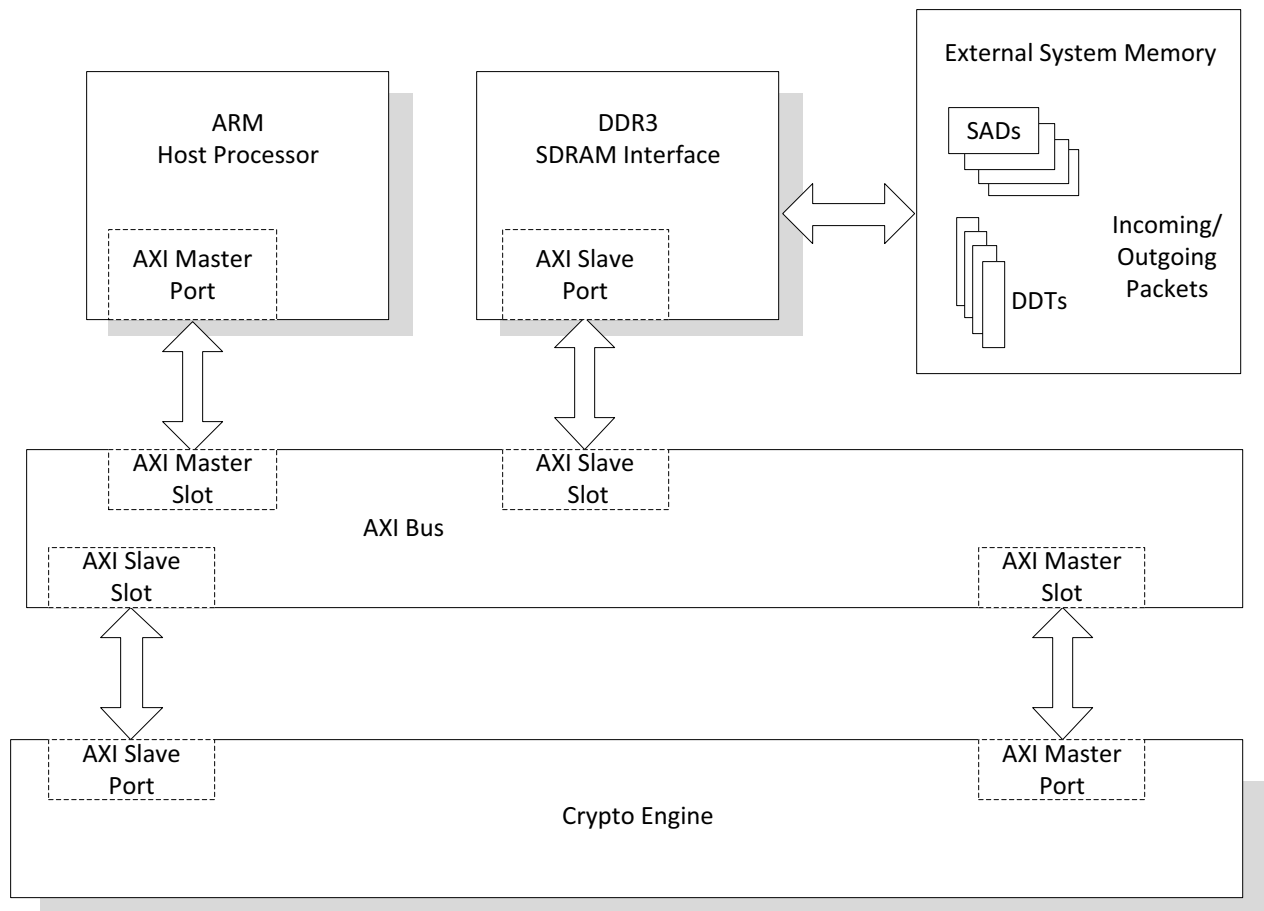 ARM
Host Processor
AXI Master
Port
DDR3
SDRAM Interface
AXI Slave
Port
External System Memory
SADs
Incoming/
Outgoing
Packets
DDTs
AXI Master
Slot
AXI Slave
Slot
AXI Bus
AXI Slave
Slot
AXI Master
Slot
AXI Slave
Port
AXI Master
Port
Crypto Engine